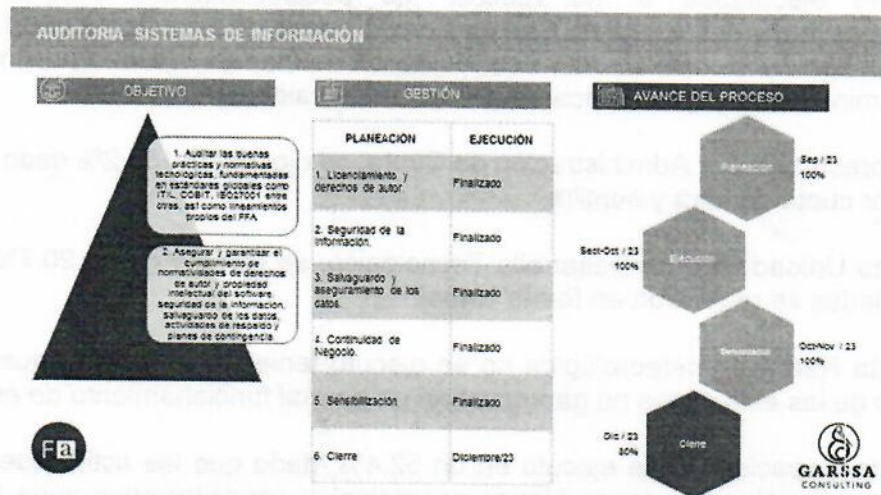 AUDITORIA SISTEMAS DE INFORMACIÓN
OBJETIVO
1. Auditar las buenas
prácticas y normativas
tecnológicas, fundamentadas
en estándares globales como
ITIL, COBIT, ISO27001 entre
otras, así como lineamientos
propios del PFA.
2. Asegurar y garantizar el
cumplimiento de
normatividades de derechos
de autor y propiedad
intelectual del software,
seguridad de la información,
salvaguardo de los datos,
actividades de respaldo y
planes de contingencia.
Fa
GESTIÓN
PLANEACIÓN EJECUCIÓN
1. Licenciamiento y
derechos de autor. Finalizado
2. Seguridad de la
información. Finalizado
3. Salvaguardo y
aseguramiento de los
datos. Finalizado
4. Continuidad de
Negocio. Finalizado
5. Sensibilización Finalizado
6. Cierre Diciembre/23
AVANCE DEL PROCESO
Planeación
Sep / 23
100%
Sept-Oct / 23
100%
Ejecución
Oct-Nov / 23
100%
Dic / 23
80%
Cierre
GARSSA
CONSULTING